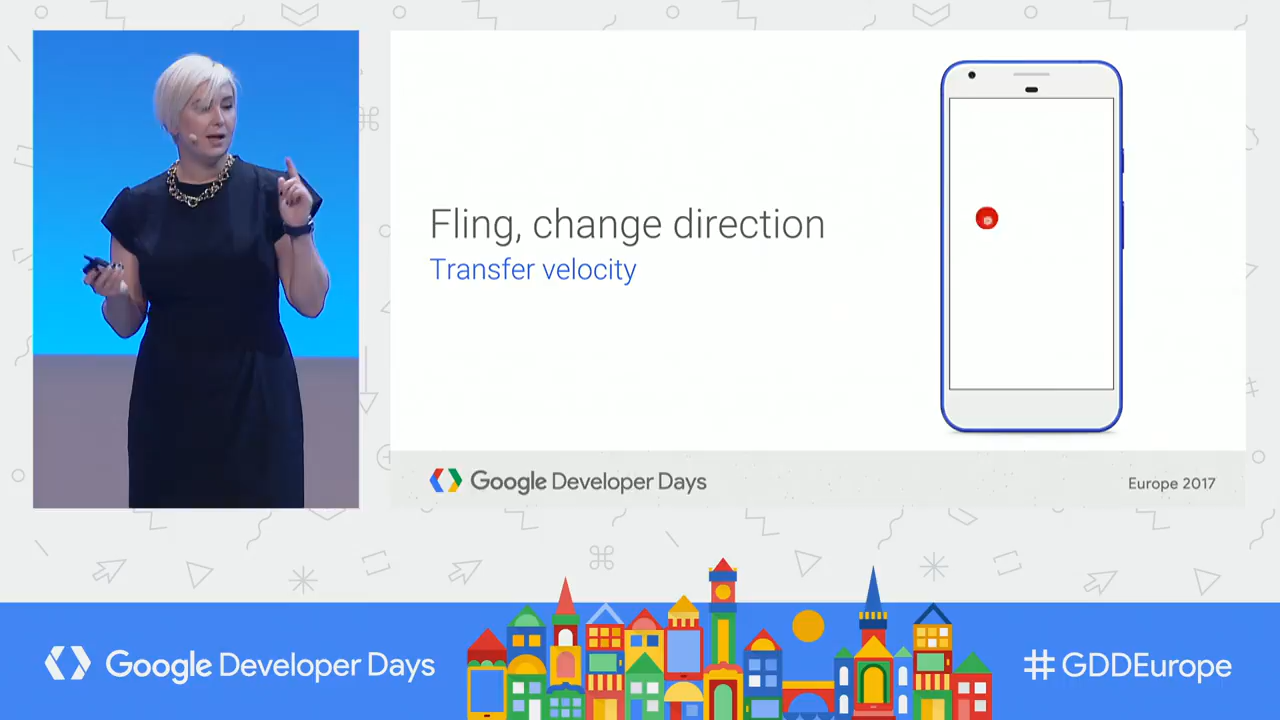 Fling, change direction
Transfer velocity
Google Developer Days
Europe 2017
Google Developer Days
#GDDEurope